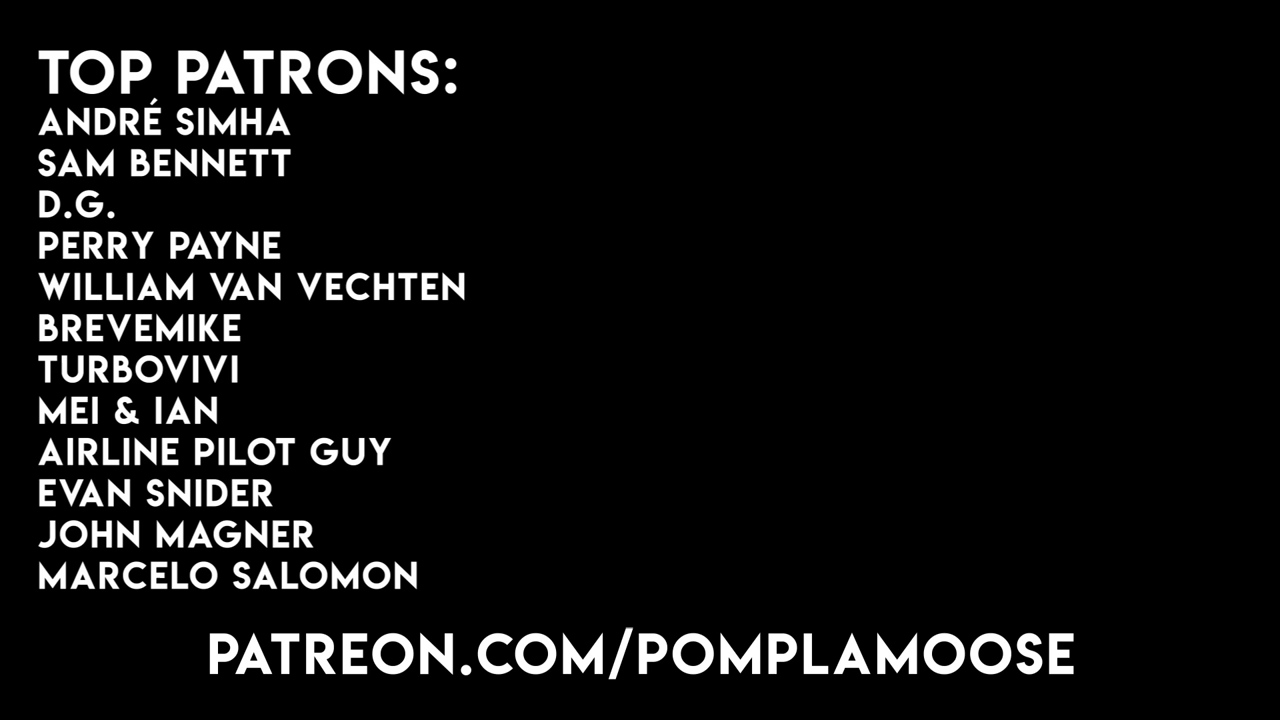 TOP PATRONS:
ANDRÉ SIMHA
SAM BENNETT
D.G.
PERRY PAYNE
WILLIAM VAN VECHTEN
BREVEMIKE
TURBOVIVI
MEI & IAN
AIRLINE PILOT GUY
EVAN SNIDER
JOHN MAGNER
MARCELO SALOMON
PATREON.COM/POMPLAMOOSE